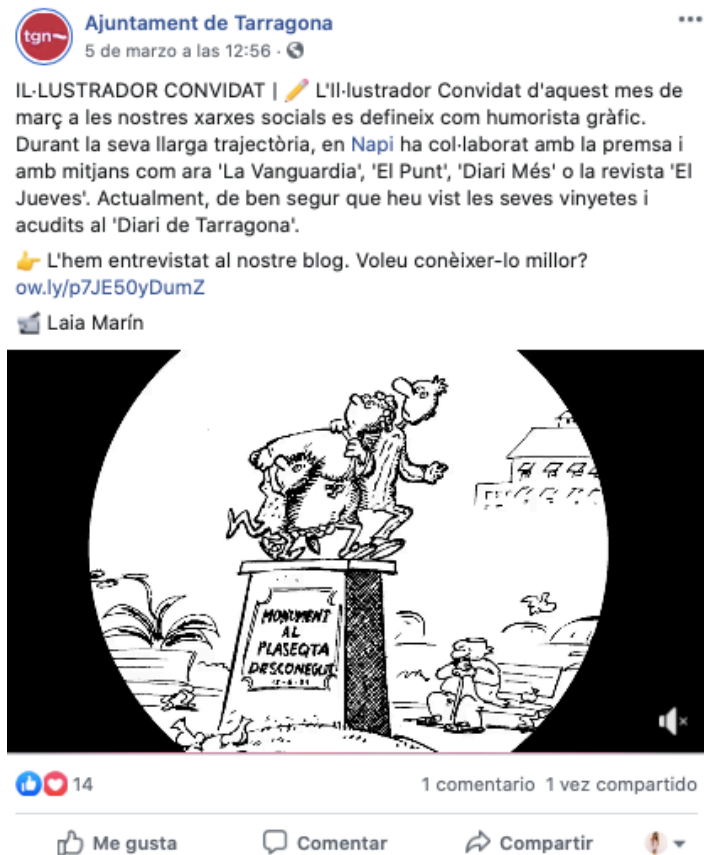 tgn
Ajuntament de Tarragona
5 de marzo a las 12:56 ·
IL·LUSTRADOR CONVIDAT | ✏️ L'Il·lustrador Convidat d'aquest mes de
març a les nostres xarxes socials es defineix com humorista gràfic.
Durant la seva llarga trajectòria, en Napi ha col·laborat amb la premsa i
amb mitjans com ara 'La Vanguardia', 'El Punt', 'Diari Més' o la revista 'El
Jueves'. Actualment, de ben segur que heu vist les seves vinyetes i
acudits al 'Diari de Tarragona'.
👉 L'hem entrevistat al nostre blog. Voleu conèixer-lo millor?
ow.ly/p7JE50yDumZ
Laia Marín
MONUMENT
AL
PLASEQTA
DESCONEGUT
14
1 comentario 1 vez compartido
Me gusta Comentar Compartir